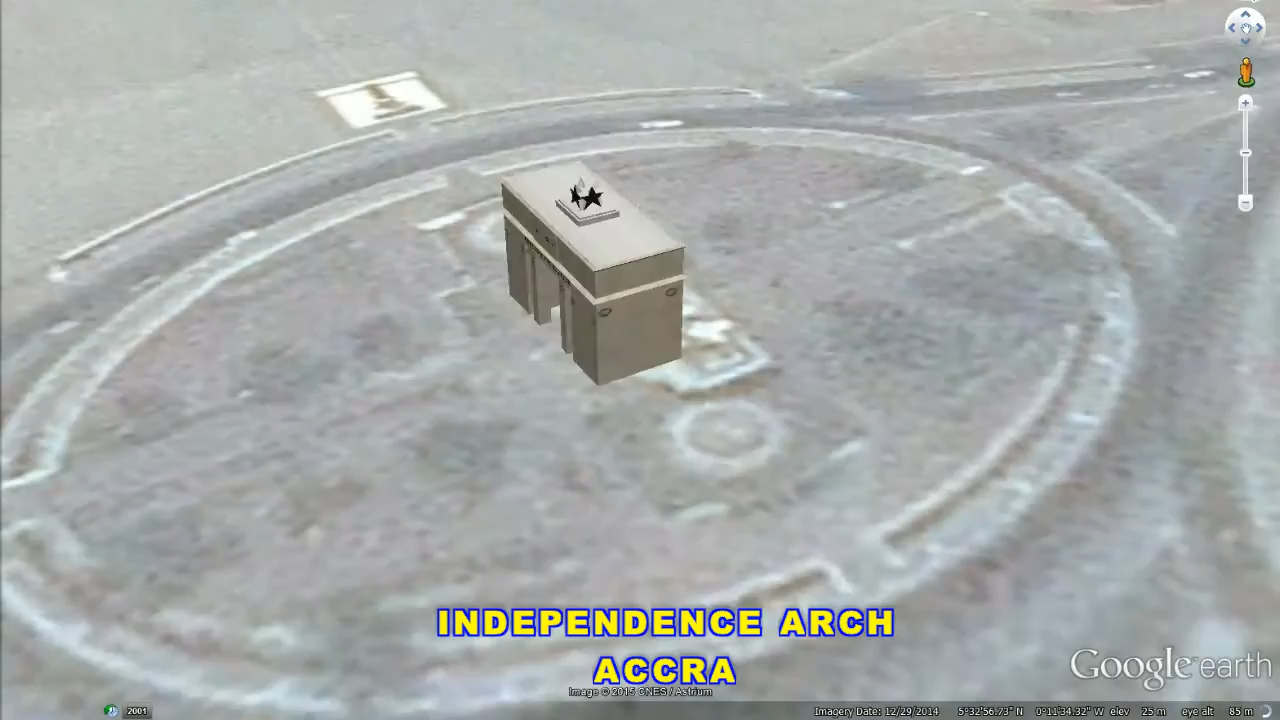 INDEPENDENCE ARCH
ACCRA
Image © 2015 CNES / Astrium
Google earth
2001
Imagery Date: 12/29/2014 5°32'56.73" N 0°11'34.32" W elev 25 m eye alt 85 m